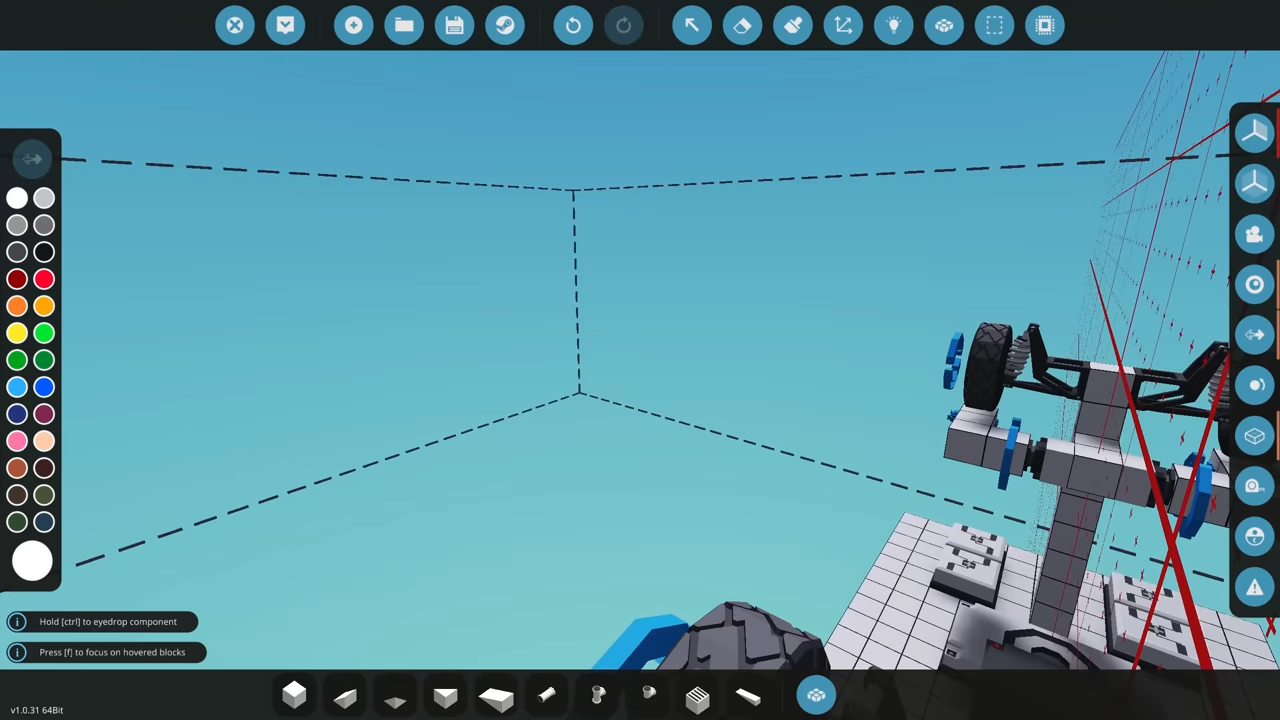 Hold [ctrl] to eyedrop component
Press [f] to focus on hovered blocks
v1.0.31 64Bit